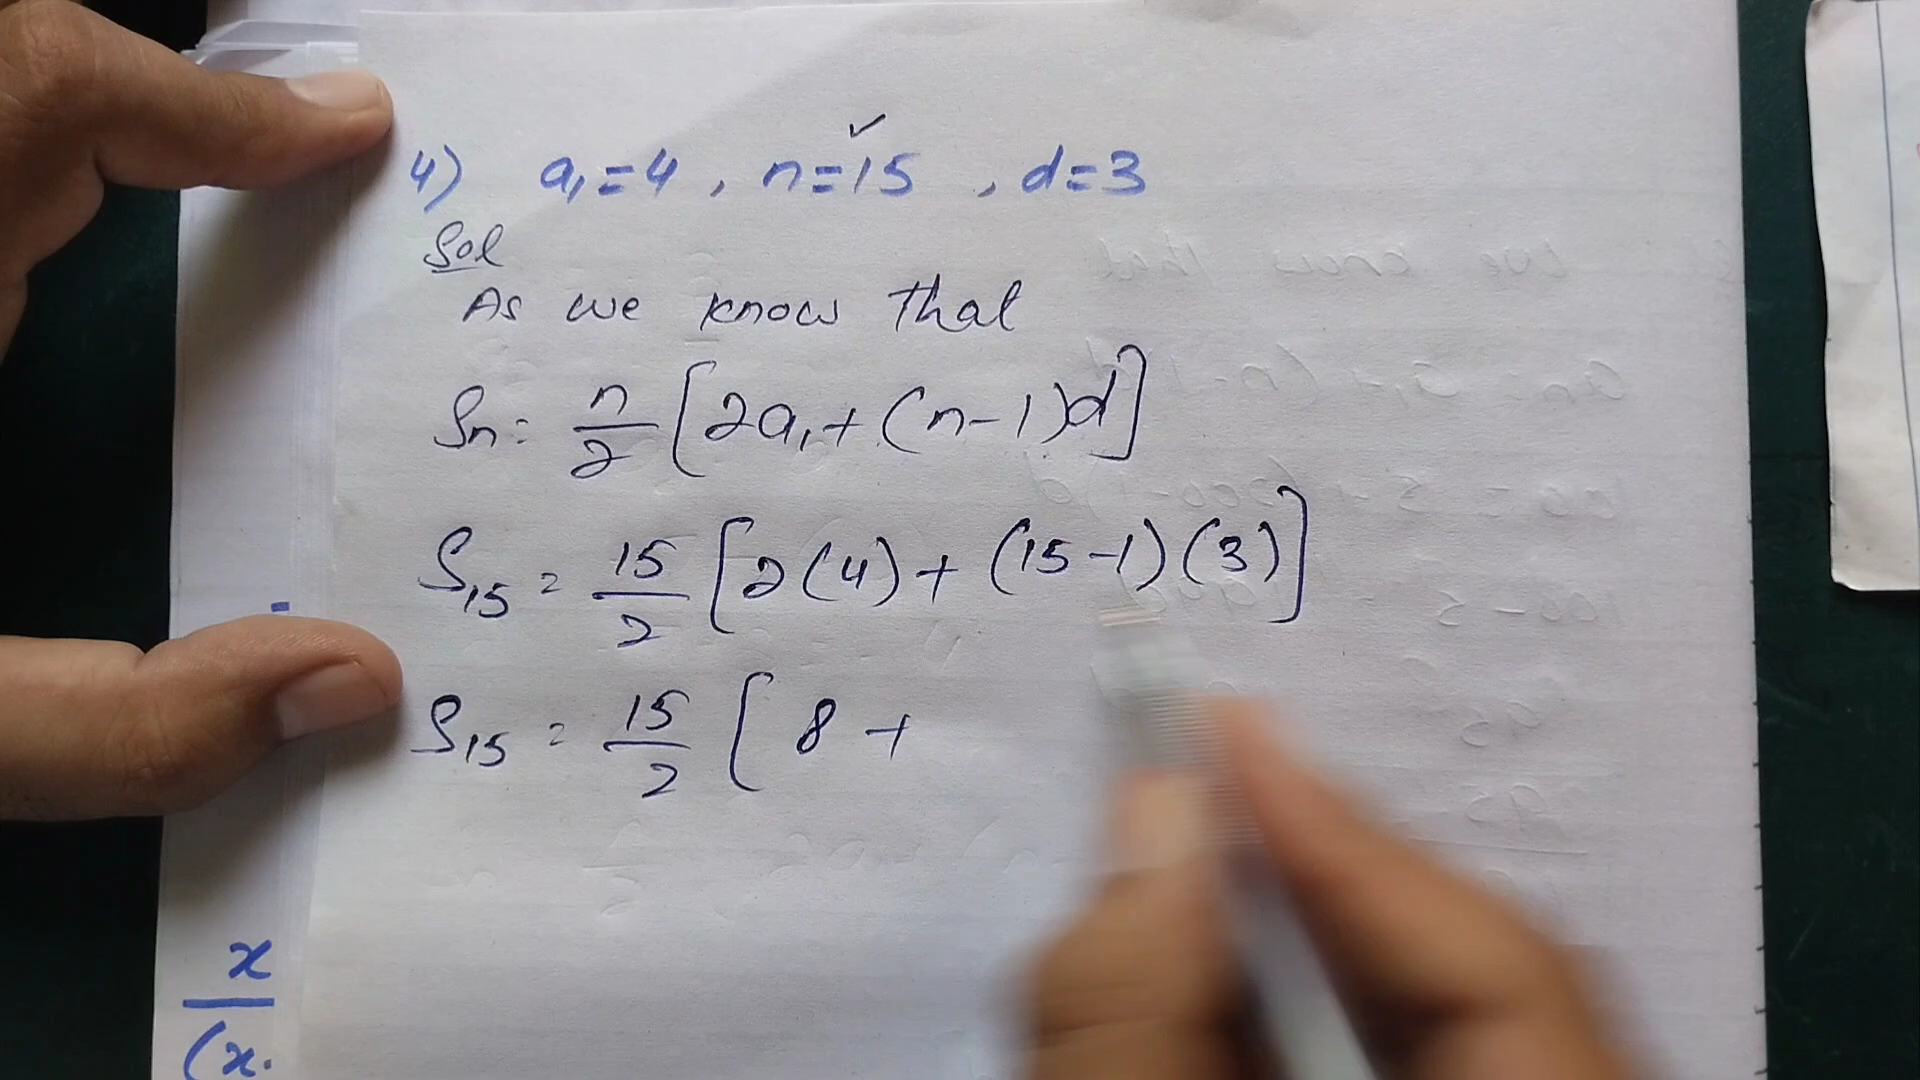 4) a₁=4 , n=15 , d=3
Sol
As we know that
Sn= n/2 [2a₁+(n-1)d]
S₁₅= 15/2 [2(4)+(15-1)(3)]
S₁₅= 15/2 [ 8 +
x
(x.